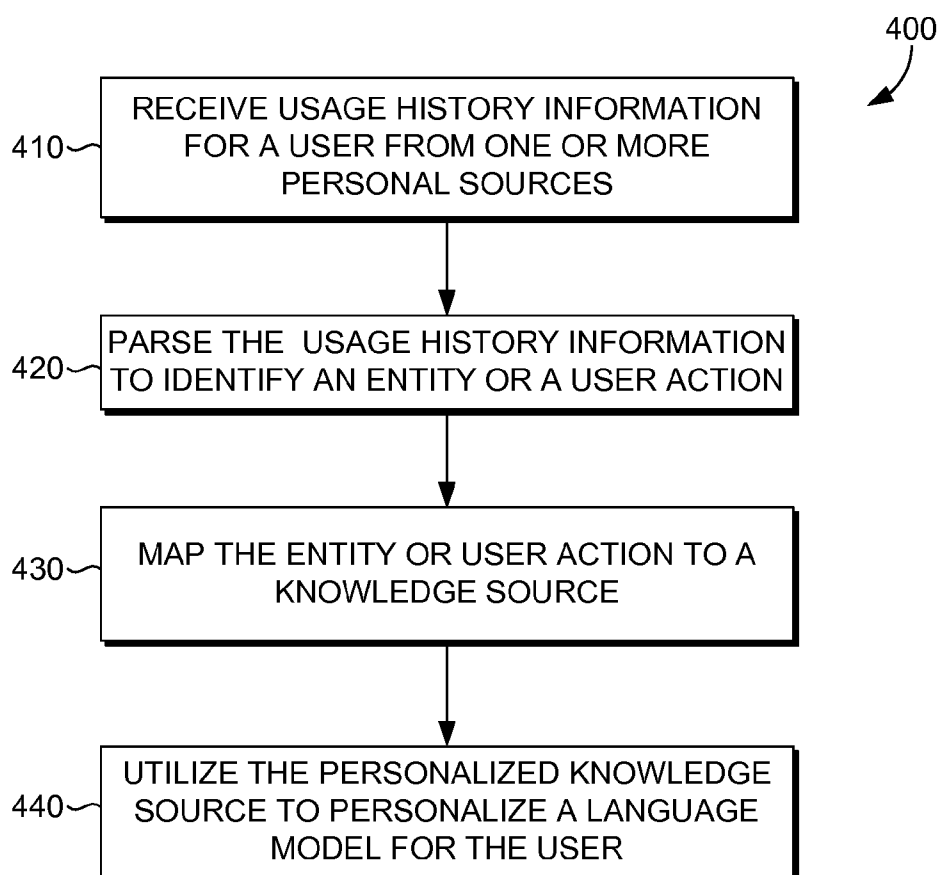 400
410
RECEIVE USAGE HISTORY INFORMATION
FOR A USER FROM ONE OR MORE
PERSONAL SOURCES
420
PARSE THE USAGE HISTORY INFORMATION
TO IDENTIFY AN ENTITY OR A USER ACTION
430
MAP THE ENTITY OR USER ACTION TO A
KNOWLEDGE SOURCE
440
UTILIZE THE PERSONALIZED KNOWLEDGE
SOURCE TO PERSONALIZE A LANGUAGE
MODEL FOR THE USER